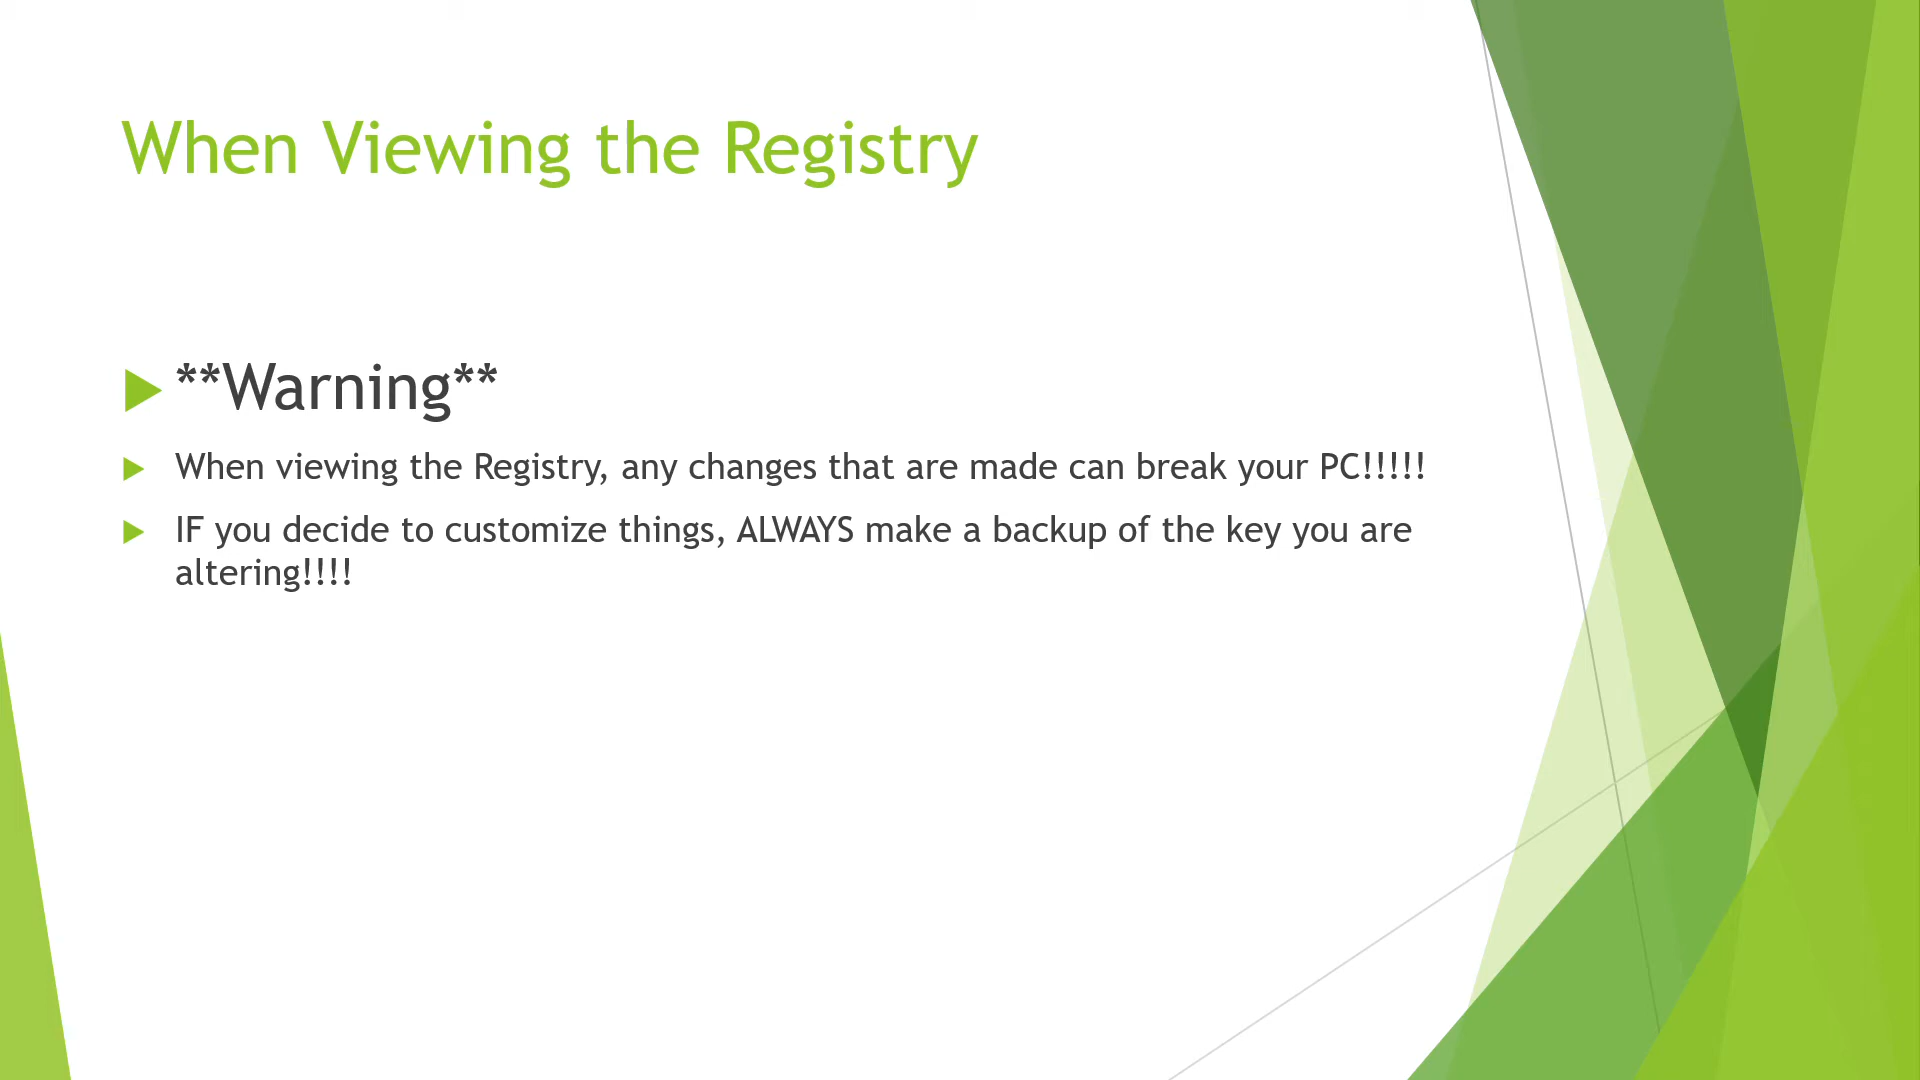 When Viewing the Registry
**Warning**
When viewing the Registry, any changes that are made can break your PC!!!!!
IF you decide to customize things, ALWAYS make a backup of the key you are
altering!!!!